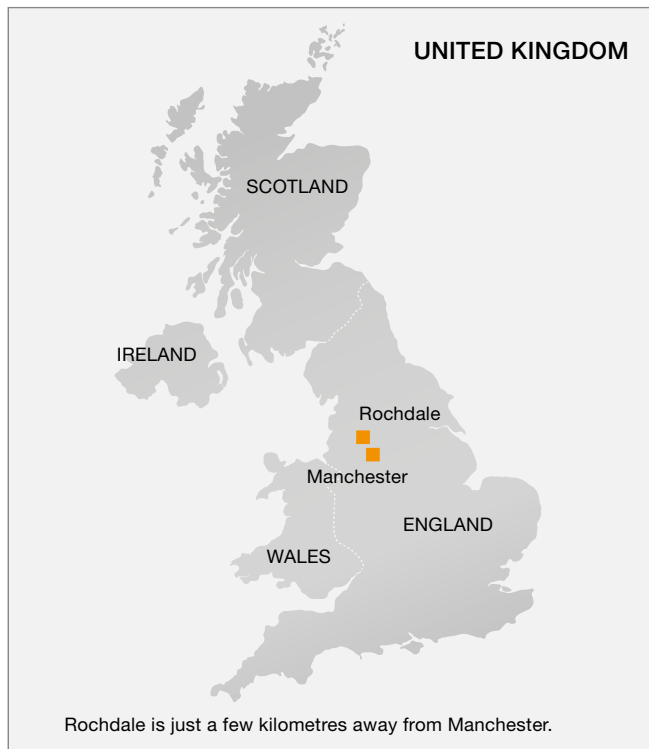 UNITED KINGDOM
SCOTLAND
IRELAND
Rochdale
Manchester
ENGLAND
WALES
Rochdale is just a few kilometres away from Manchester.